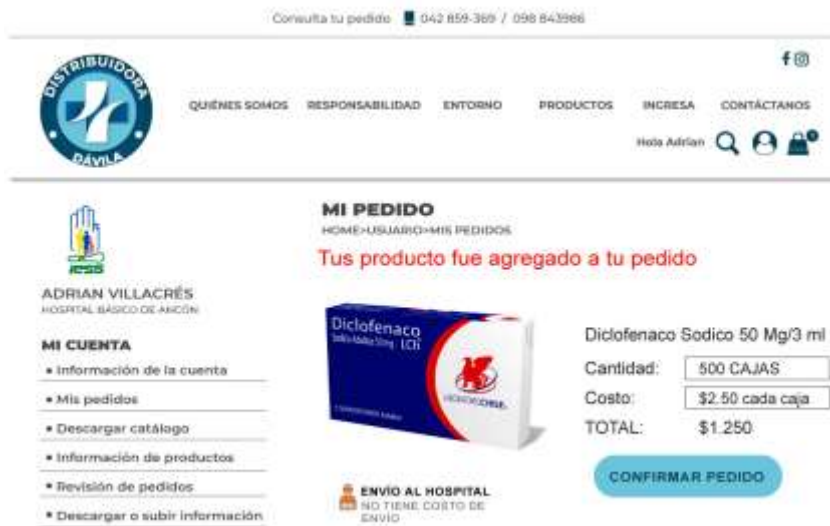 Consulta tu pedido 042 859-369 / 098 843986
DISTRIBUIDORA
DÁVILA
QUIÉNES SOMOS RESPONSABILIDAD ENTORNO PRODUCTOS INGRESA CONTÁCTANOS
Hola Adrian
IESS
ADRIAN VILLACRÉS
HOSPITAL BÁSICO DE ANCÓN
MI CUENTA
• Información de la cuenta
• Mis pedidos
• Descargar catálogo
• Información de productos
• Revisión de pedidos
• Descargar o subir información
MI PEDIDO
HOME>USUARIO>MIS PEDIDOS
Tus producto fue agregado a tu pedido
Diclofenaco
LCh
ENVÍO AL HOSPITAL
NO TIENE COSTO DE
ENVIO
Diclofenaco Sodico 50 Mg/3 ml
Cantidad: 500 CAJAS
Costo: $2.50 cada caja
TOTAL: $1.250
CONFIRMAR PEDIDO